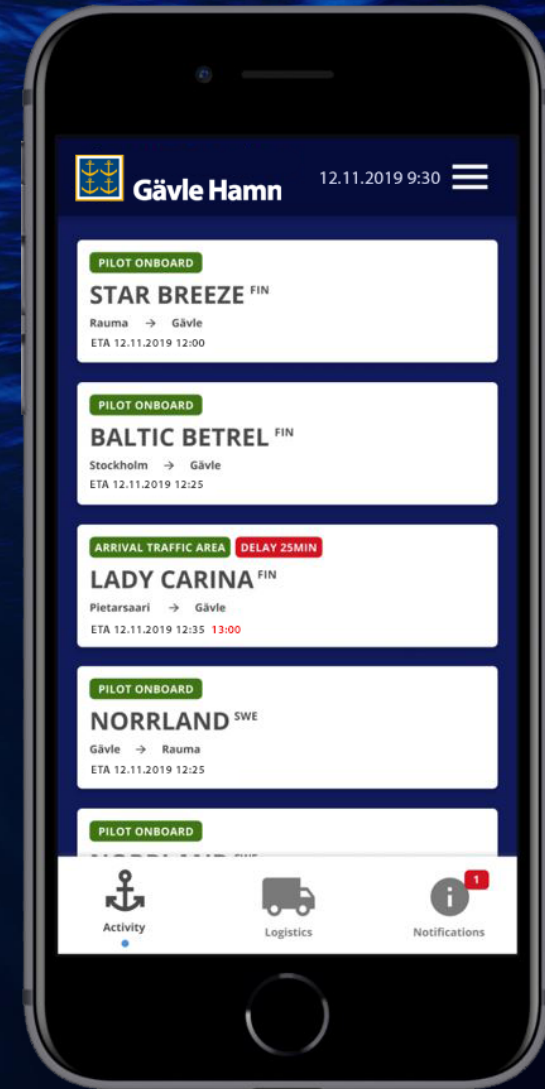 Gävle Hamn
12.11.2019 9:30
PILOT ONBOARD
STAR BREEZE FIN
Rauma → Gävle
ETA 12.11.2019 12:00
PILOT ONBOARD
BALTIC BETREL FIN
Stockholm → Gävle
ETA 12.11.2019 12:25
ARRIVAL TRAFFIC AREA DELAY 25MIN
LADY CARINA FIN
Pietarsaari → Gävle
ETA 12.11.2019 12:35 13:00
PILOT ONBOARD
NORRLAND SWE
Gävle → Rauma
ETA 12.11.2019 12:25
PILOT ONBOARD
1
Activity
Logistics
Notifications